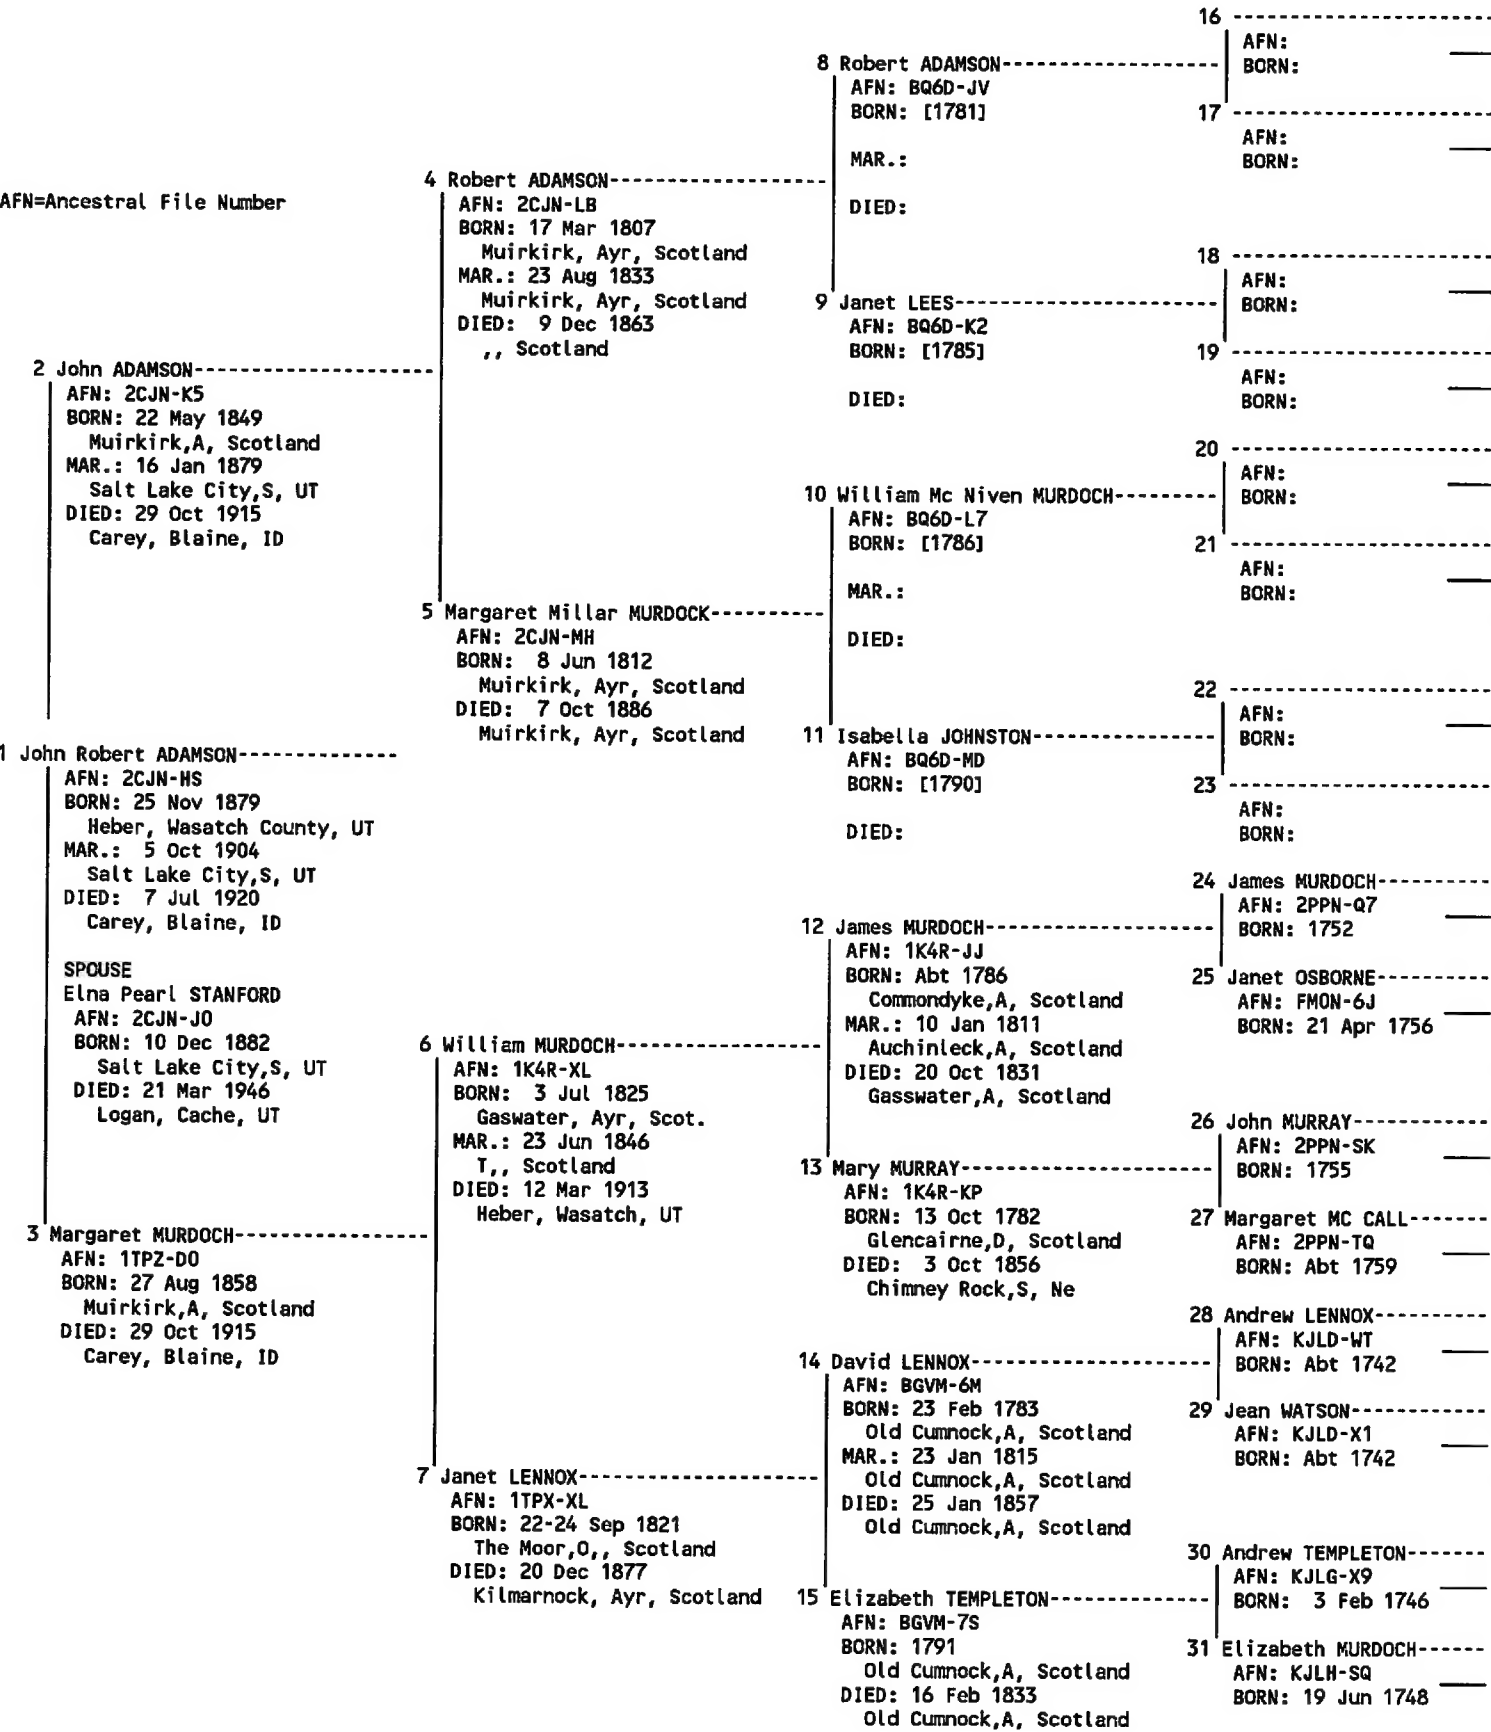 AFN=Ancestral File Number
1 John Robert ADAMSON-------------
AFN: 2CJN-HS
BORN: 25 Nov 1879
Heber, Wasatch County, UT
MAR.: 5 Oct 1904
Salt Lake City,S, UT
DIED: 7 Jul 1920
Carey, Blaine, ID
SPOUSE
Elna Pearl STANFORD
AFN: 2CJN-J0
BORN: 10 Dec 1882
Salt Lake City,S, UT
DIED: 21 Mar 1946
Logan, Cache, UT
2 John ADAMSON--------------------
AFN: 2CJN-K5
BORN: 22 May 1849
Muirkirk,A, Scotland
MAR.: 16 Jan 1879
Salt Lake City,S, UT
DIED: 29 Oct 1915
Carey, Blaine, ID
3 Margaret MURDOCH----------------
AFN: 1TPZ-D0
BORN: 27 Aug 1858
Muirkirk,A, Scotland
DIED: 29 Oct 1915
Carey, Blaine, ID
4 Robert ADAMSON------------------
AFN: 2CJN-LB
BORN: 17 Mar 1807
Muirkirk, Ayr, Scotland
MAR.: 23 Aug 1833
Muirkirk, Ayr, Scotland
DIED: 9 Dec 1863
,, Scotland
5 Margaret Millar MURDOCK----------
AFN: 2CJN-MH
BORN: 8 Jun 1812
Muirkirk, Ayr, Scotland
DIED: 7 Oct 1886
Muirkirk, Ayr, Scotland
6 William MURDOCH-----------------
AFN: 1K4R-XL
BORN: 3 Jul 1825
Gaswater, Ayr, Scot.
MAR.: 23 Jun 1846
T,, Scotland
DIED: 12 Mar 1913
Heber, Wasatch, UT
7 Janet LENNOX--------------------
AFN: 1TPX-XL
BORN: 22-24 Sep 1821
The Moor,O,, Scotland
DIED: 20 Dec 1877
Kilmarnock, Ayr, Scotland
8 Robert ADAMSON------------------
AFN: BQ6D-JV
BORN: [1781]
MAR.:
DIED:
9 Janet LEES----------------------
AFN: BQ6D-K2
BORN: [1785]
DIED:
10 William Mc Niven MURDOCH--------
AFN: BQ6D-L7
BORN: [1786]
MAR.:
DIED:
11 Isabella JOHNSTON---------------
AFN: BQ6D-MD
BORN: [1790]
DIED:
12 James MURDOCH-------------------
AFN: 1K4R-JJ
BORN: Abt 1786
Commondyke,A, Scotland
MAR.: 10 Jan 1811
Auchinleck,A, Scotland
DIED: 20 Oct 1831
Gasswater,A, Scotland
13 Mary MURRAY---------------------
AFN: 1K4R-KP
BORN: 13 Oct 1782
Glencairne,D, Scotland
DIED: 3 Oct 1856
Chimney Rock,S, Ne
14 David LENNOX--------------------
AFN: BGVM-6M
BORN: 23 Feb 1783
Old Cumnock,A, Scotland
MAR.: 23 Jan 1815
Old Cumnock,A, Scotland
DIED: 25 Jan 1857
Old Cumnock,A, Scotland
15 Elizabeth TEMPLETON-------------
AFN: BGVM-7S
BORN: 1791
Old Cumnock,A, Scotland
DIED: 16 Feb 1833
Old Cumnock,A, Scotland
16 ----------------------
AFN:
BORN:
17 ----------------------
AFN:
BORN:
18 ----------------------
AFN:
BORN:
19 ----------------------
AFN:
BORN:
20 ----------------------
AFN:
BORN:
21 ----------------------
AFN:
BORN:
22 ----------------------
AFN:
BORN:
23 ----------------------
AFN:
BORN:
24 James MURDOCH---------
AFN: 2PPN-Q7
BORN: 1752
25 Janet OSBORNE---------
AFN: FMON-6J
BORN: 21 Apr 1756
26 John MURRAY-----------
AFN: 2PPN-SK
BORN: 1755
27 Margaret MC CALL------
AFN: 2PPN-TQ
BORN: Abt 1759
28 Andrew LENNOX---------
AFN: KJLD-WT
BORN: Abt 1742
29 Jean WATSON-----------
AFN: KJLD-X1
BORN: Abt 1742
30 Andrew TEMPLETON------
AFN: KJLG-X9
BORN: 3 Feb 1746
31 Elizabeth MURDOCH-----
AFN: KJLH-SQ
BORN: 19 Jun 1748